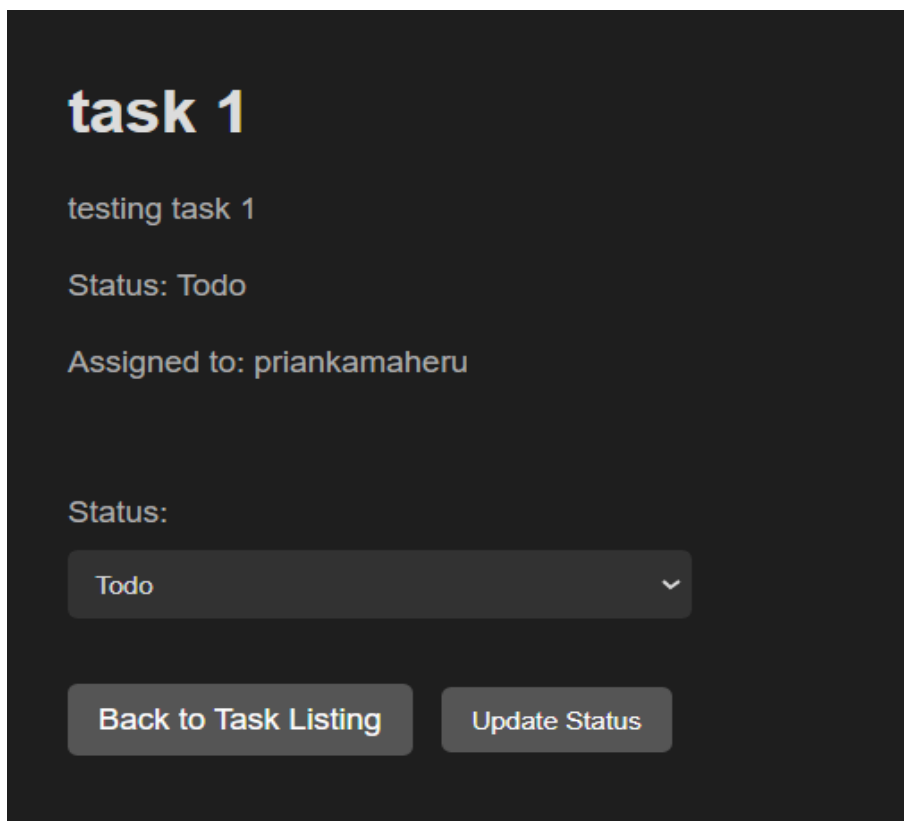 task 1
testing task 1
Status: Todo
Assigned to: priankamaheru
Status:
Todo
Back to Task Listing
Update Status